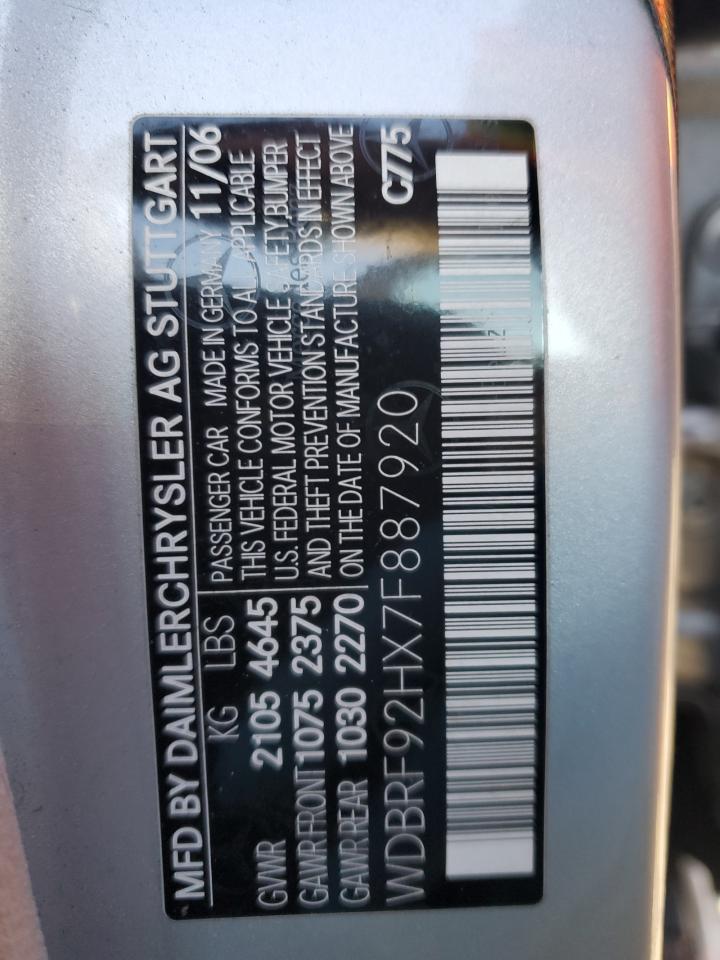 MFD BY DAIMLERCHRYSLER AG STUTTGART
KG LBS PASSENGER CAR MADE IN GERMANY 11/06
GVWR 2105 4645 THIS VEHICLE CONFORMS TO ALL APPLICABLE
GAWR FRONT 1075 2375 U.S. FEDERAL MOTOR VEHICLE SAFETY,BUMPER
GAWR REAR 1030 2270 AND THEFT PREVENTION STANDARDS IN EFFECT
ON THE DATE OF MANUFACTURE SHOWN ABOVE
WDBRF92HX7F887920 C775